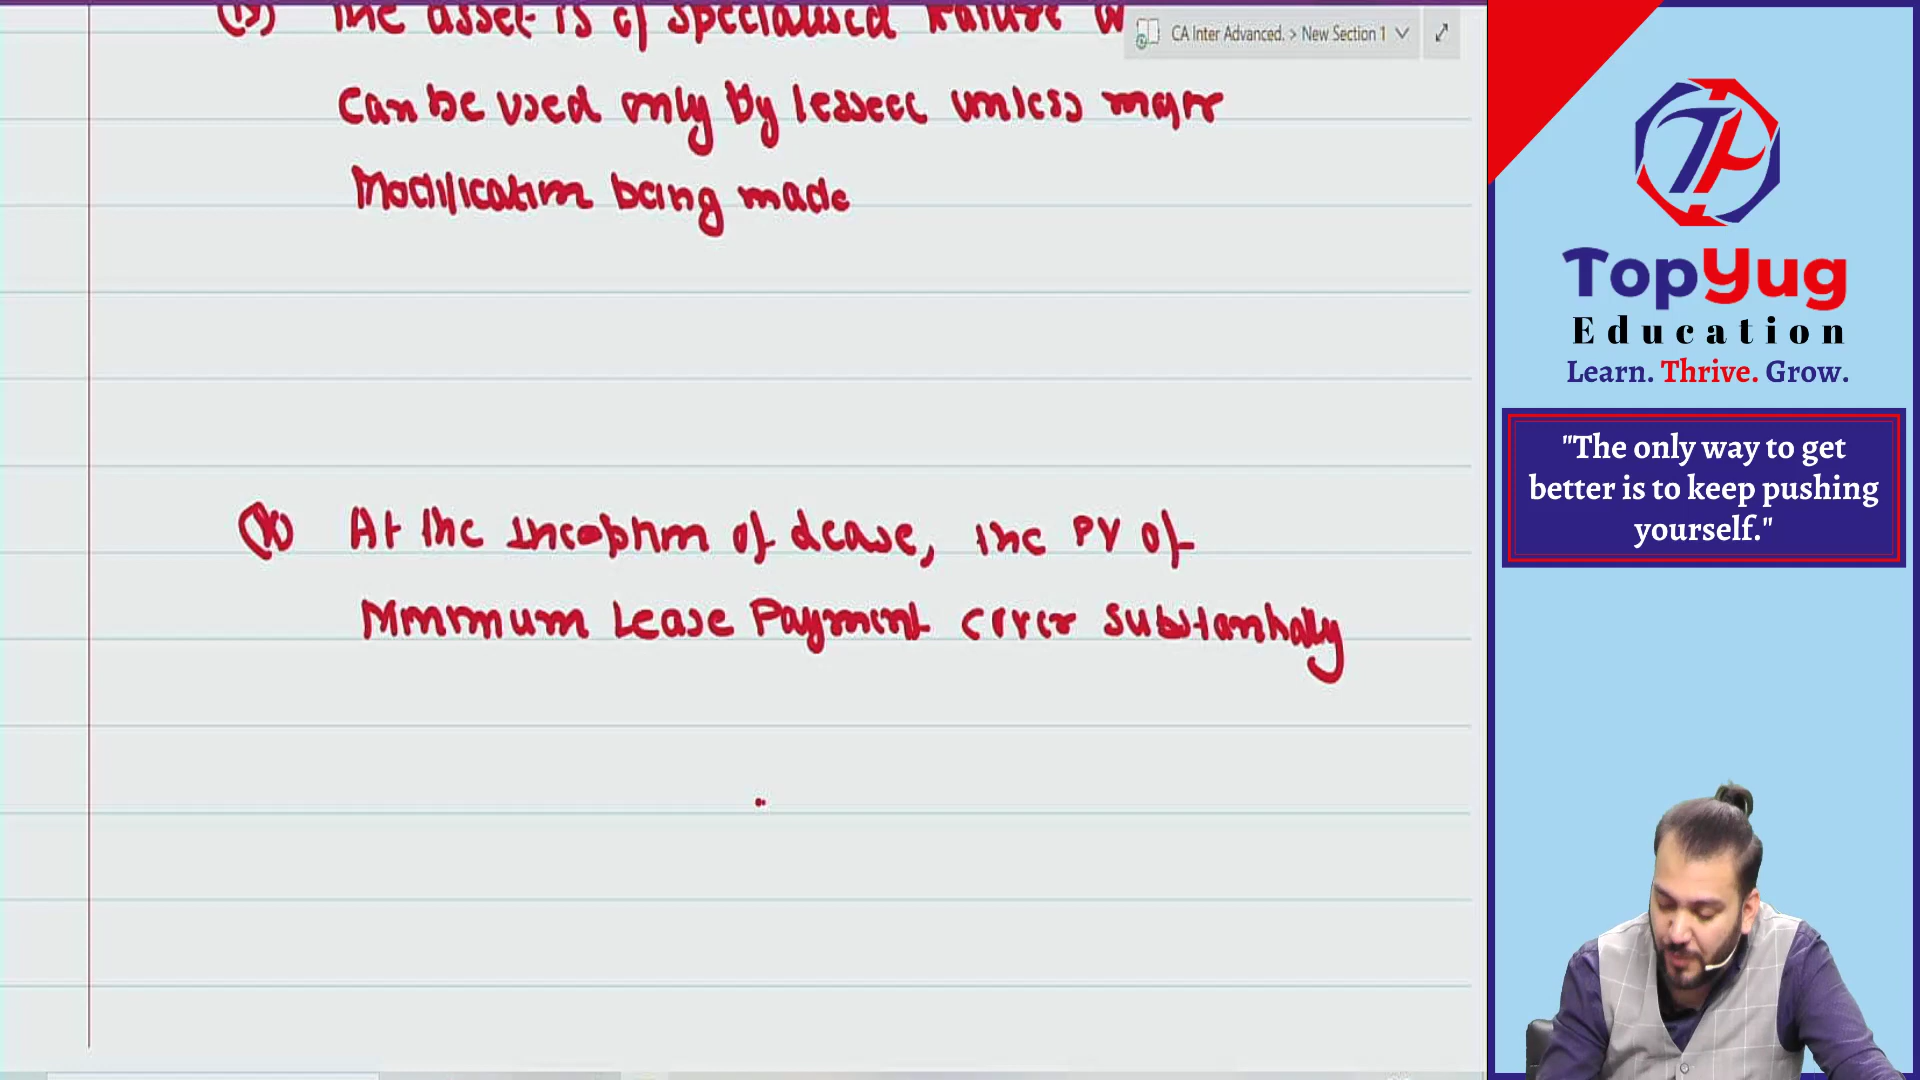 The asset is of specialised nature
can be used only by lessee unless major
Modification being made
At the Inception of Lease, the PV of
Minimum Lease Payment cover substantially
CA Inter Advanced. > New Section 1
TopYug
Education
Learn. Thrive. Grow.
"The only way to get
better is to keep pushing
yourself."